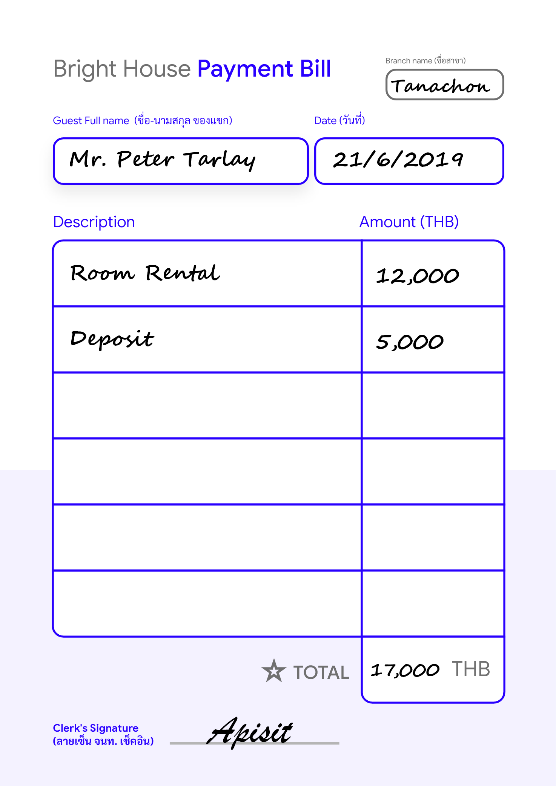 Bright House Payment Bill
Branch name (ชื่อสาขา)
Tanachon
Guest Full name (ชื่อ-นามสกุล ของแขก)
Date (วันที่)
Mr. Peter Tarlay
21/6/2019
Description
Amount (THB)
Room Rental
12,000
Deposit
5,000
TOTAL
17,000 THB
Clerk's Signature
(ลายเซ็น จนท. เช็คอิน)
Apisit